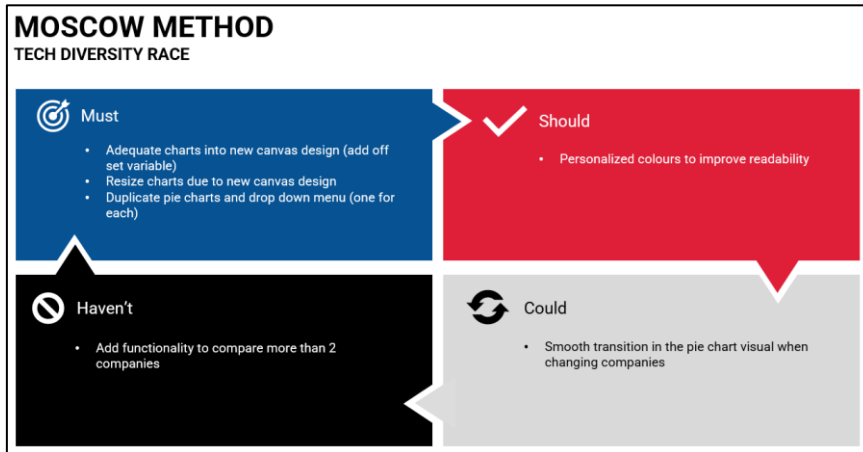 MOSCOW METHOD
TECH DIVERSITY RACE
Must
• Adequate charts into new canvas design (add off
set variable)
• Resize charts due to new canvas design
• Duplicate pie charts and drop down menu (one for
each)
Should
• Personalized colours to improve readability
Haven't
• Add functionality to compare more than 2
companies
Could
• Smooth transition in the pie chart visual when
changing companies